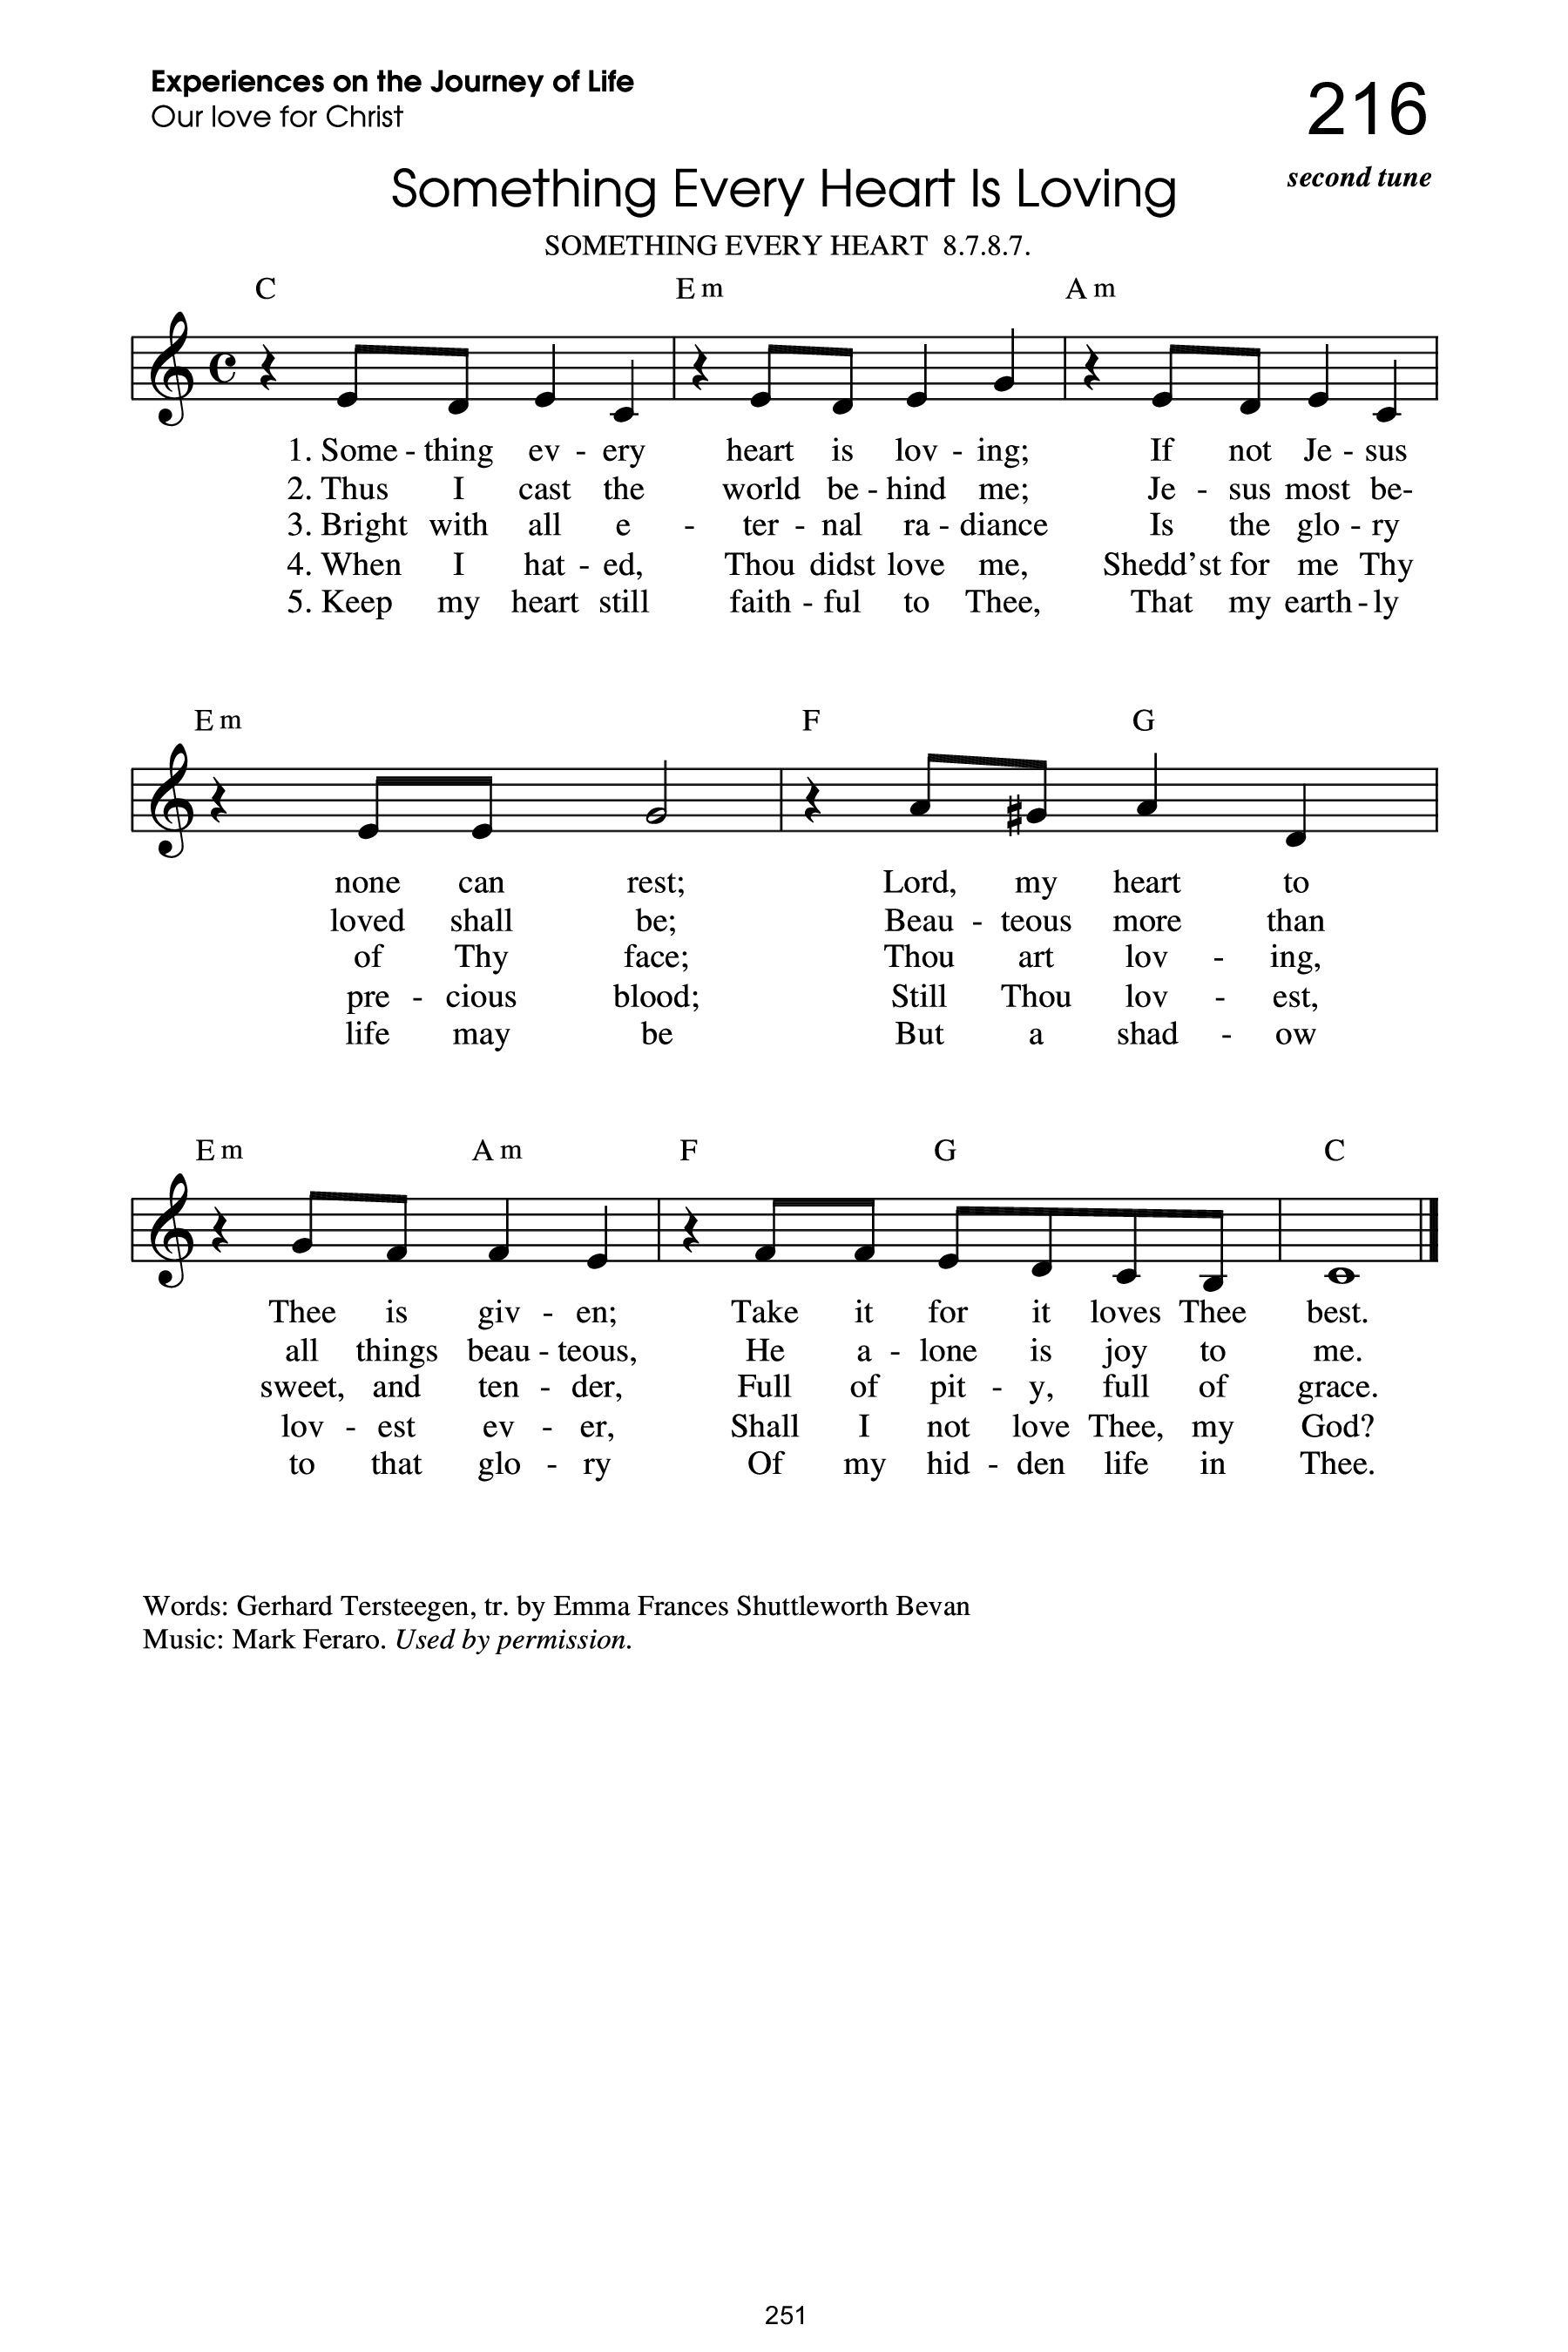 Experiences on the Journey of Life
Our love for Christ
216
Something Every Heart Is Loving
second tune
SOMETHING EVERY HEART 8.7.8.7.
C Em Am
1. Some - thing ev - ery heart is lov - ing; If not Je - sus
2. Thus I cast the world be - hind me; Je - sus most be-
3. Bright with all e - ter - nal ra - diance Is the glo - ry
4. When I hat - ed, Thou didst love me, Shedd'st for me Thy
5. Keep my heart still faith - ful to Thee, That my earth - ly
Em F G
none can rest; Lord, my heart to
loved shall be; Beau - teous more than
of Thy face; Thou art lov - ing,
pre - cious blood; Still Thou lov - est,
life may be But a shad - ow
Em Am F G C
Thee is giv - en; Take it for it loves Thee best.
all things beau - teous, He a - lone is joy to me.
sweet, and ten - der, Full of pit - y, full of grace.
lov - est ev - er, Shall I not love Thee, my God?
to that glo - ry Of my hid - den life in Thee.
Words: Gerhard Tersteegen, tr. by Emma Frances Shuttleworth Bevan
Music: Mark Feraro. Used by permission.
251